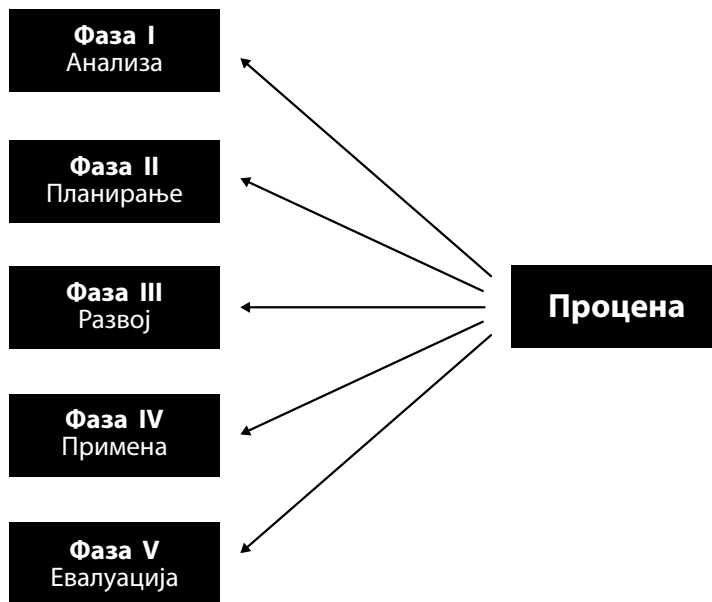 Фаза I
Анализа
Фаза II
Планирање
Фаза III
Развој
Фаза IV
Примена
Фаза V
Евалуација
Процена